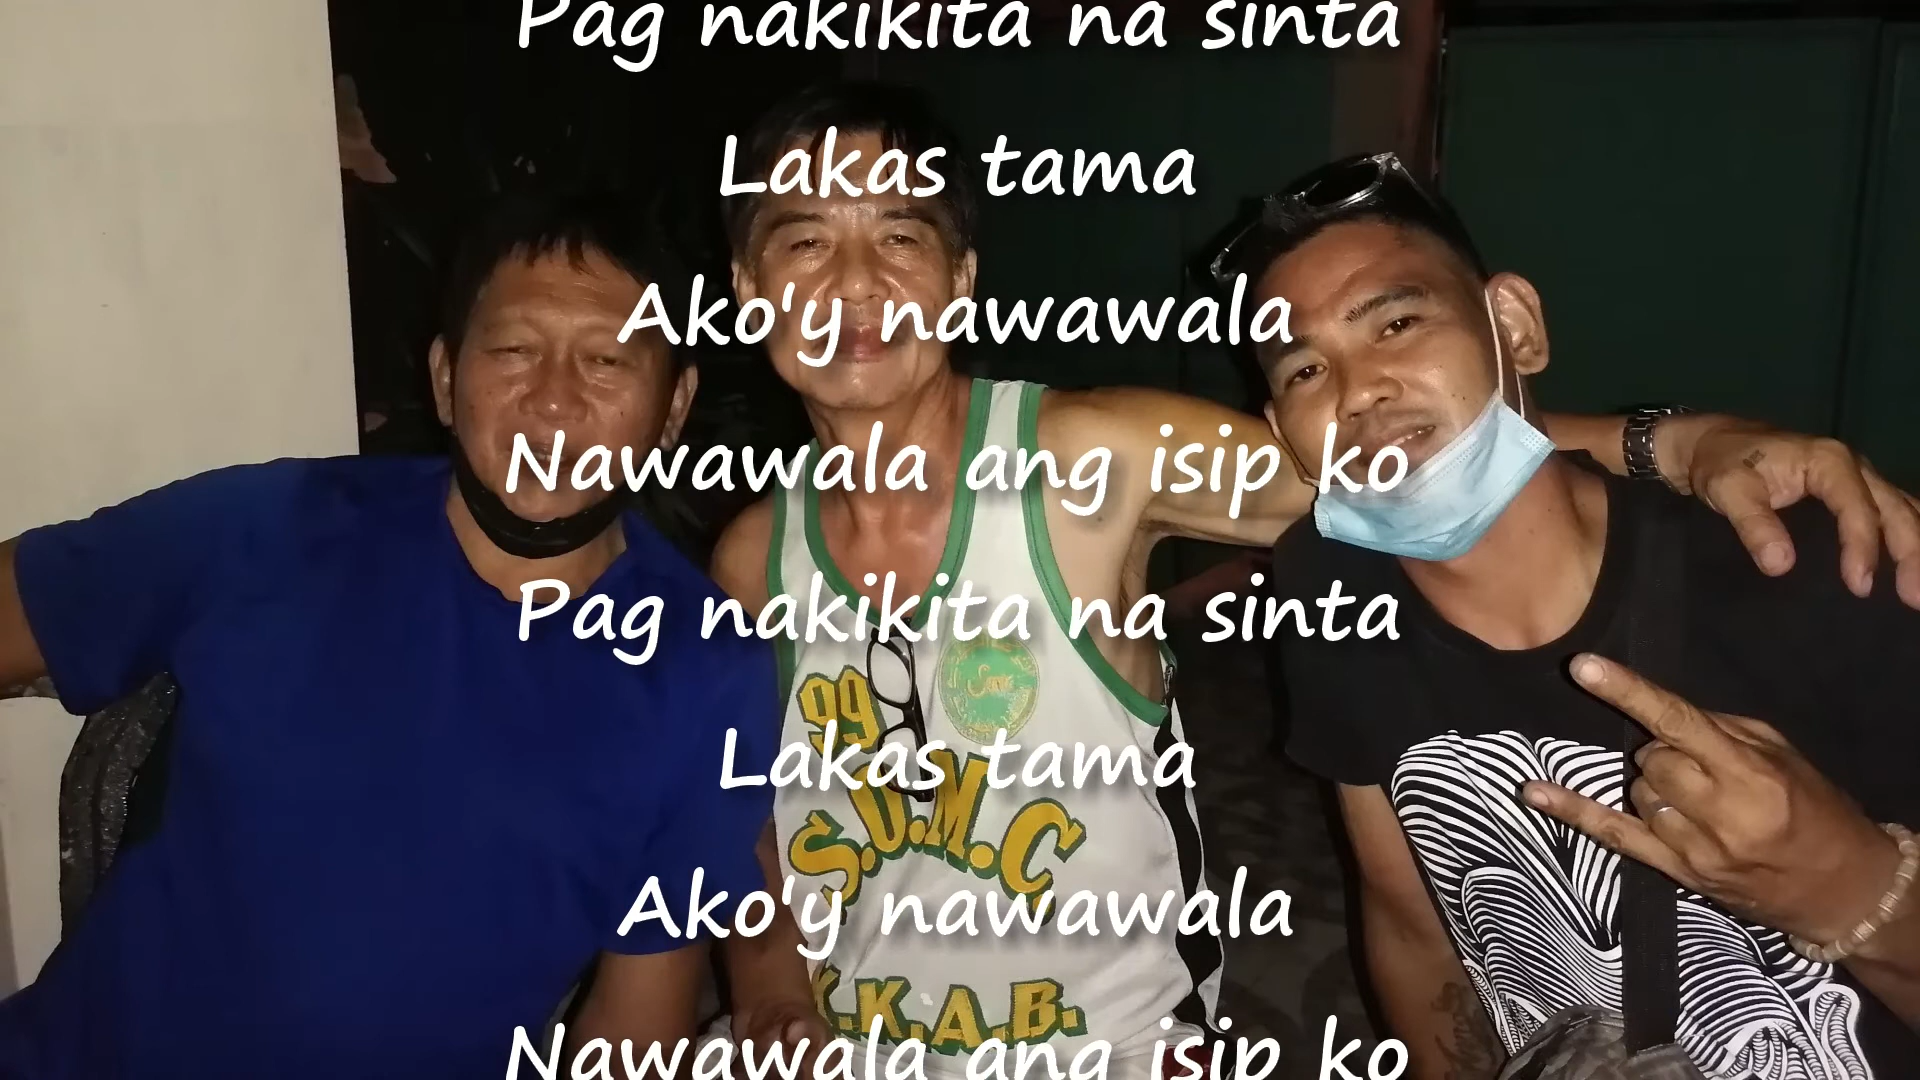 Pag nakikita na sinta
Lakas tama
Ako'y nawawala
Nawawala ang isip ko
Pag nakikita na sinta
99
Lakas tama
S.O.M.C
Ako'y nawawala
K.K.A.B.
Nawawala ang isip ko